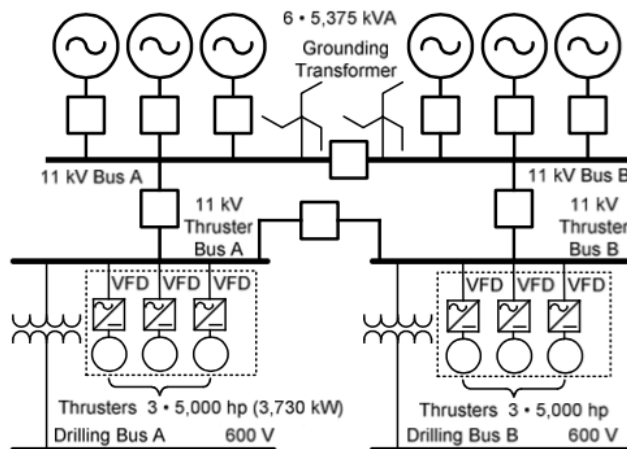 6 • 5,375 kVA
Grounding
Transformer
11 kV Bus A
11 kV Bus B
11 kV
Thruster
Bus A
11 kV
Thruster
Bus B
VFD VFD VFD
VFD VFD VFD
Thrusters 3 • 5,000 hp (3,730 kW)
Thrusters 3 • 5,000 hp
Drilling Bus A 600 V
Drilling Bus B 600 V